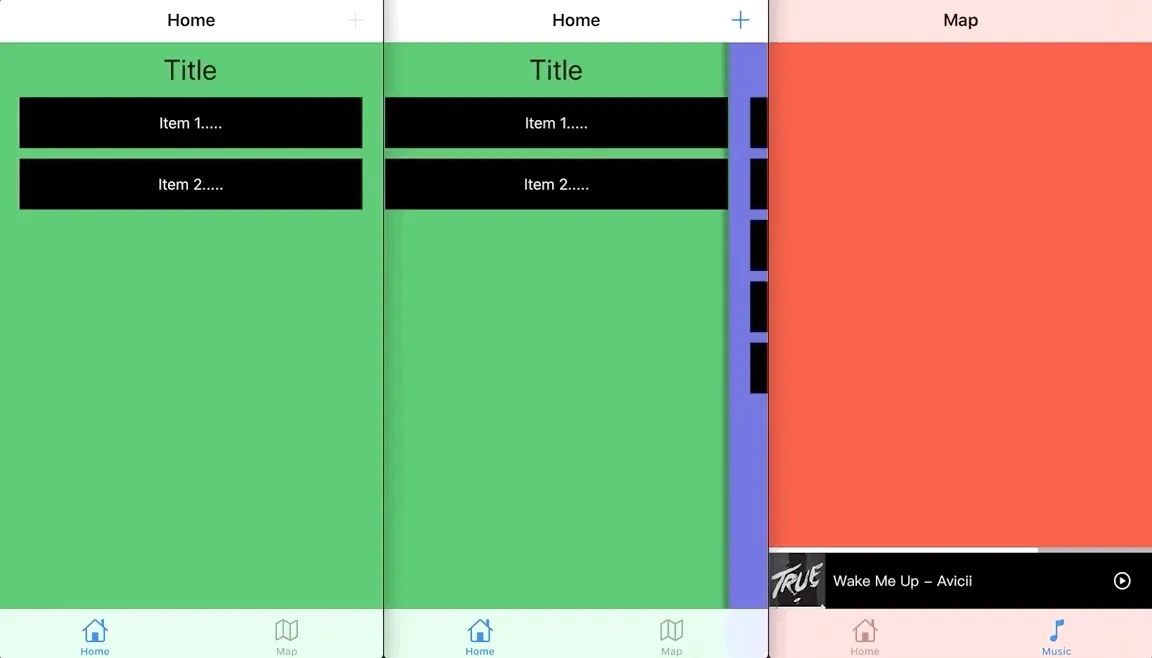 Home
Title
Item 1.....
Item 2.....
Home
Map
Home
Title
Item 1.....
Item 2.....
Home
Map
Map
TRUE
Wake Me Up – Avicii
Home
Music